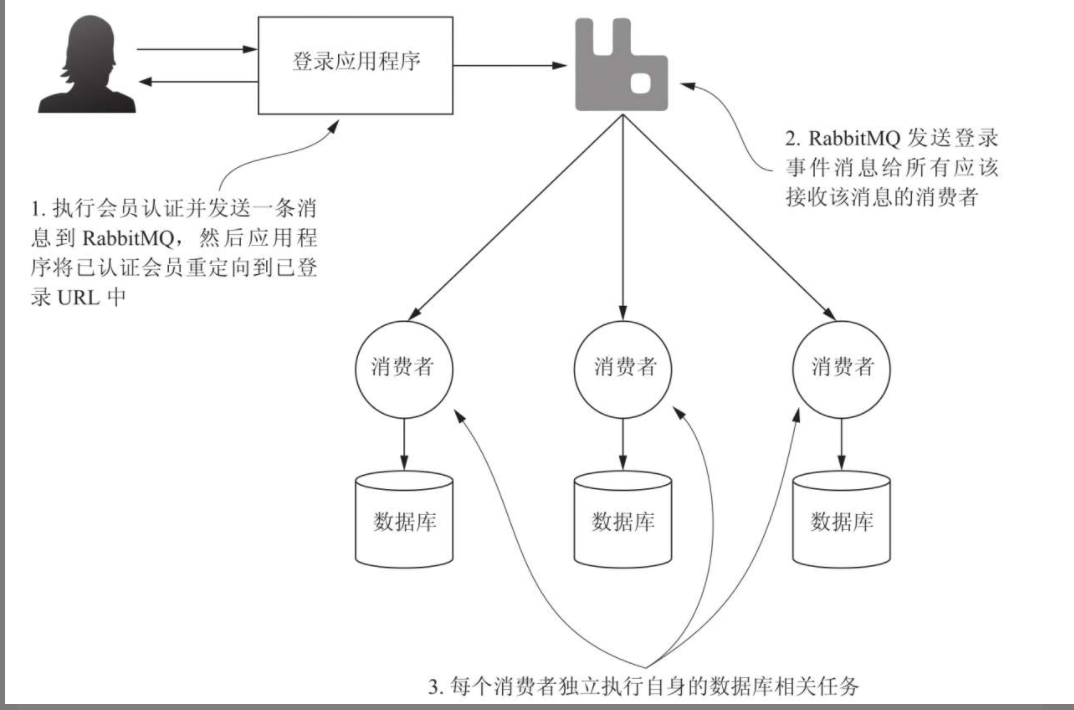 登录应用程序
1. 执行会员认证并发送一条消
息到 RabbitMQ，然后应用程
序将已认证会员重定向到已登
录 URL 中
2. RabbitMQ 发送登录
事件消息给所有应该
接收该消息的消费者
消费者
消费者
消费者
数据库
数据库
数据库
3. 每个消费者独立执行自身的数据库相关任务